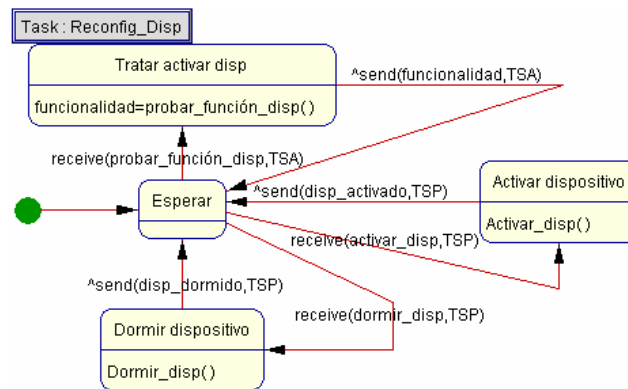 Task : Reconfig_Disp
Tratar activar disp
^send(funcionalidad,TSA)
funcionalidad=probar_función_disp()
receive(probar_función_disp,TSA)
Esperar
^send(disp_activado,TSP)
Activar dispositivo
Activar_disp()
receive(activar_disp,TSP)
^send(disp_dormido,TSP)
receive(dormir_disp,TSP)
Dormir dispositivo
Dormir_disp()